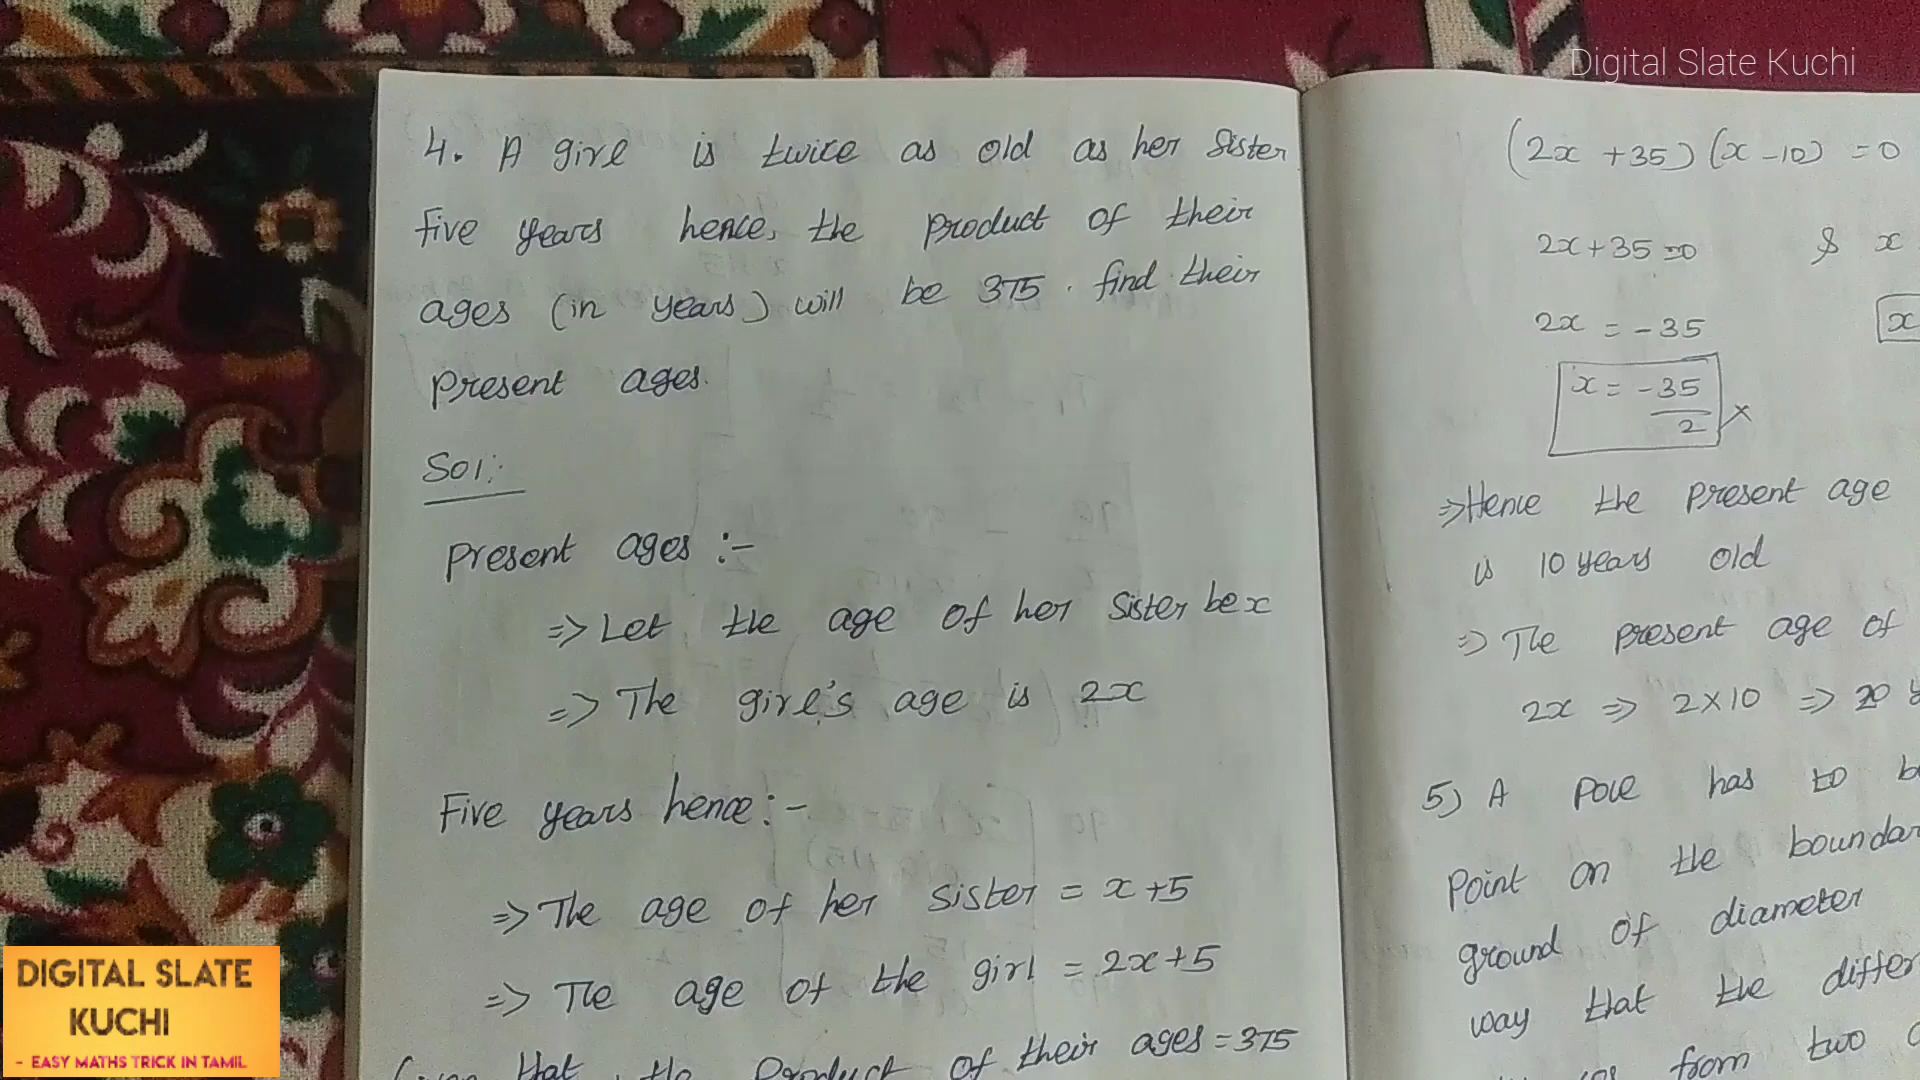 Digital Slate Kuchi
4. A girl is twice as old as her Sister
Five years hence, the product of their
ages (in years) will be 375. find their
present ages.
Sol:
present ages :-
=> Let the age of her Sister be x
=> The girl's age is 2x
Five years hence :-
=> The age of her sister = x+5
=> The age of the girl = 2x+5
that, the Product of their ages = 375
(2x +35) (x -10) = 0
2x+35=0 & x
2x = -35 x
x = -35/2 ×
=> Hence the present age
is 10 years old
=> The present age of
2x => 2×10 => 20 y
5) A Pole has to b
Point on the boundar
ground of diameter
way that the differ
from two
DIGITAL SLATE
KUCHI
- EASY MATHS TRICK IN TAMIL